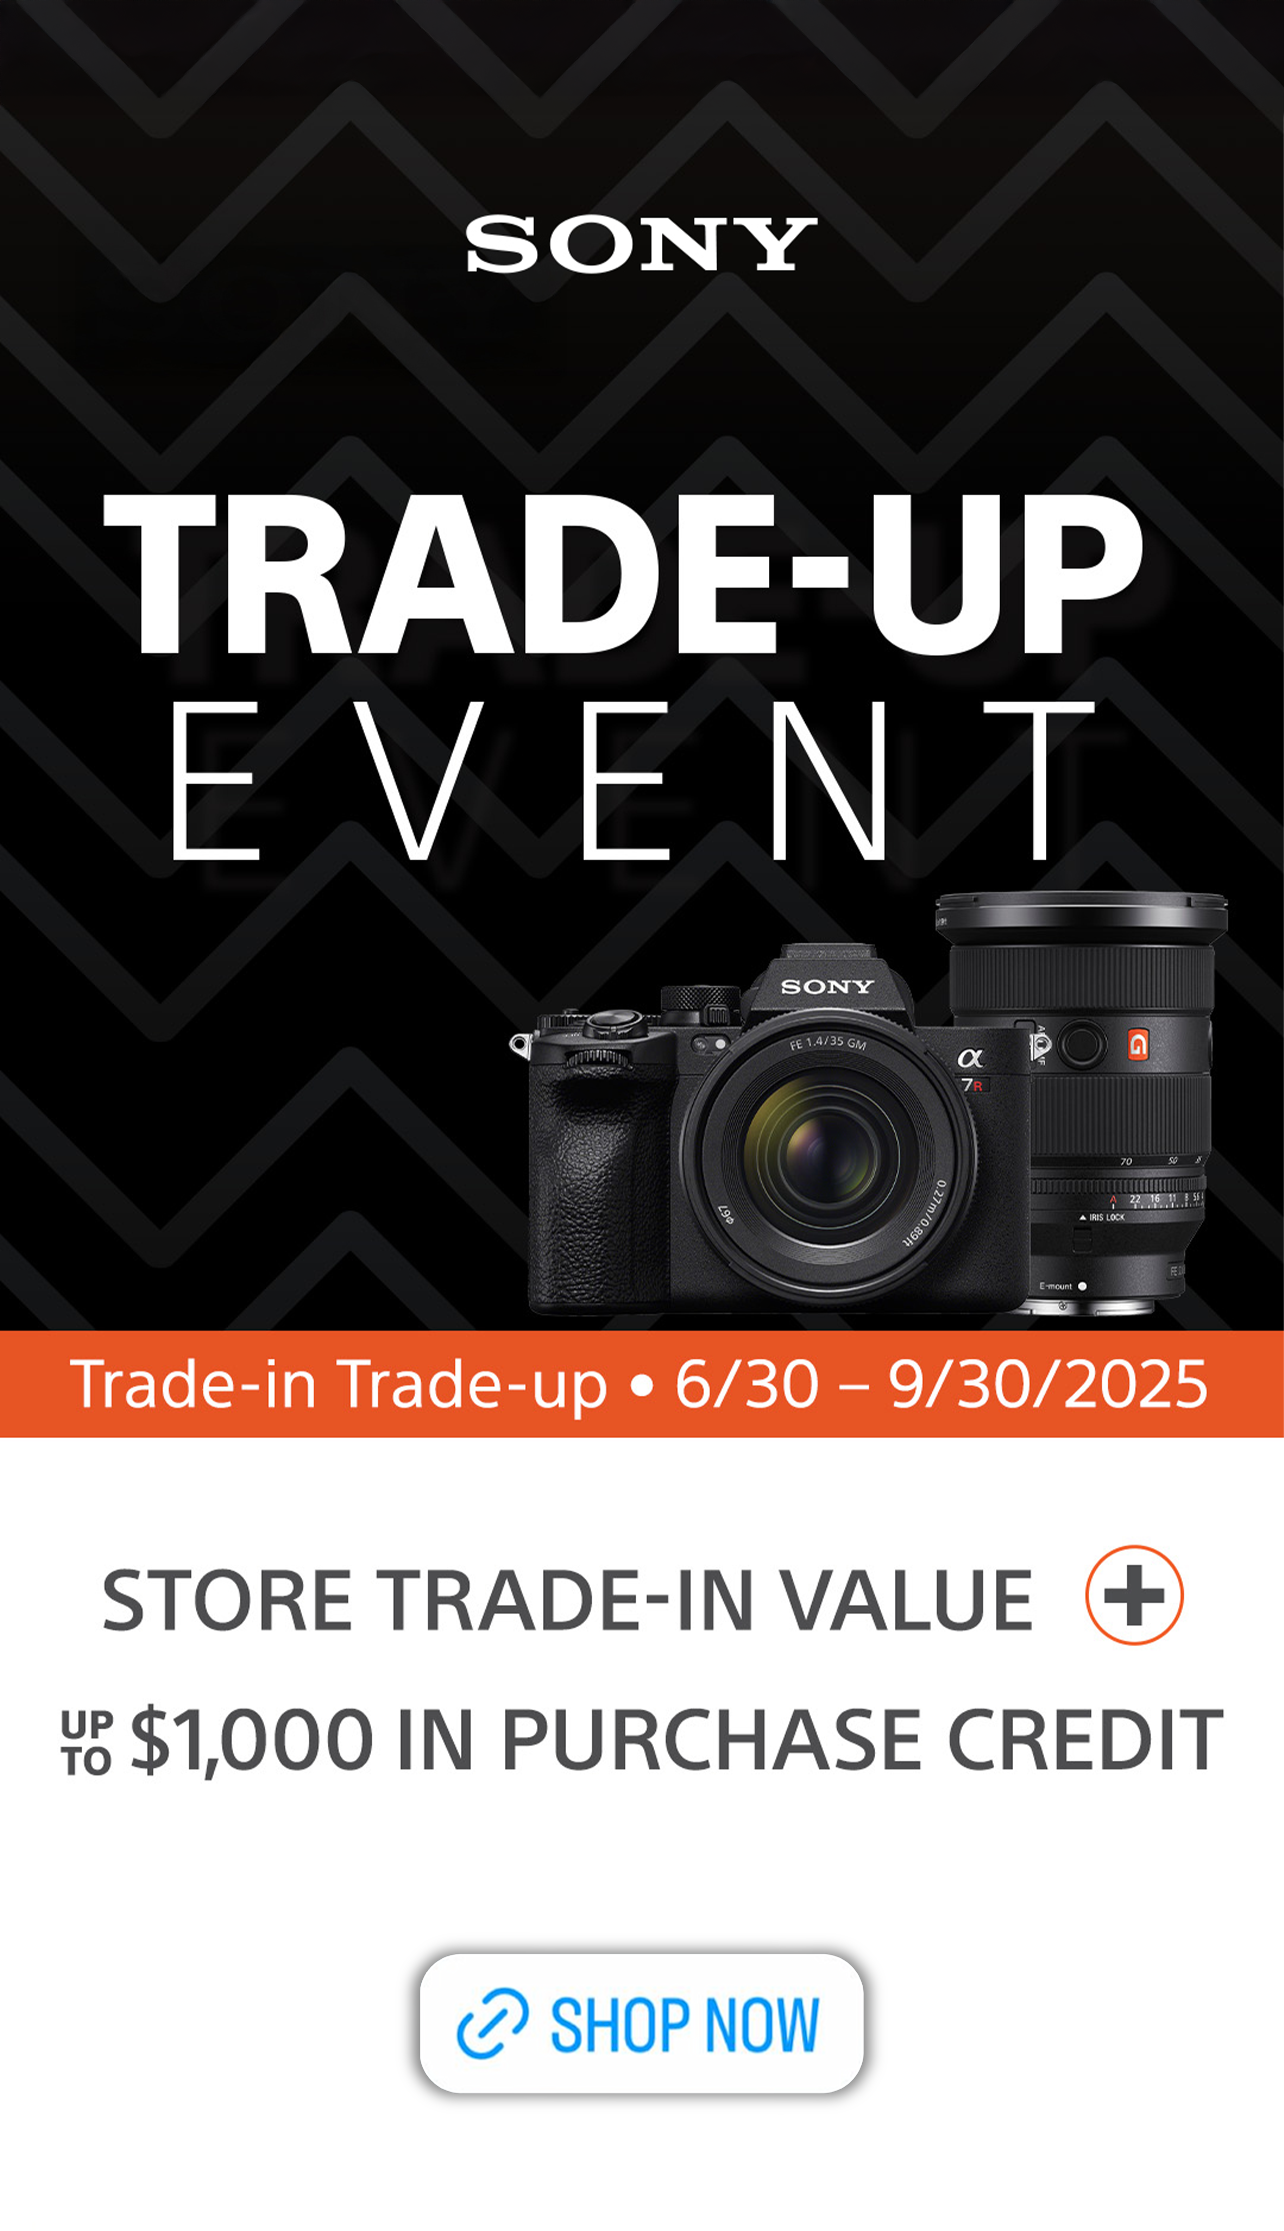 SONY
TRADE-UP
EVENT
SONY
FE 1.4/35 GM
α
7R
G
0.27m/0.89ft
Φ67
70 50
A 22 16 11 8 5.6
▲ IRIS LOCK
E-mount
Trade-in Trade-up • 6/30 – 9/30/2025
STORE TRADE-IN VALUE +
UP TO $1,000 IN PURCHASE CREDIT
SHOP NOW